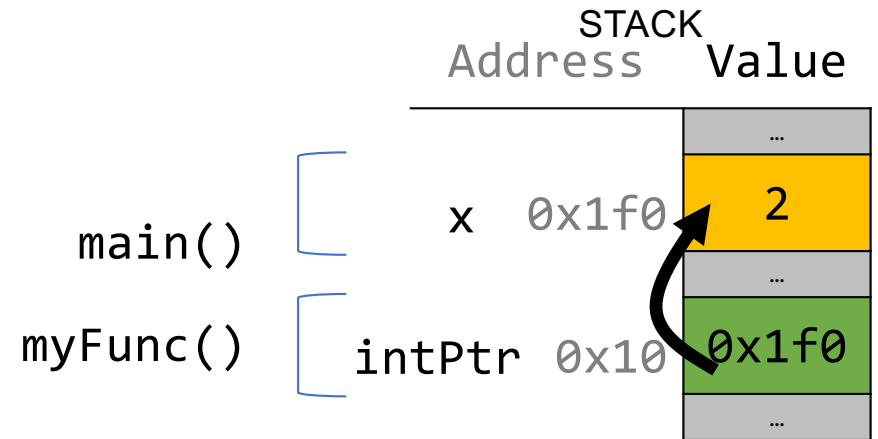 STACK
Address Value
…
x 0x1f0 2
main()
…
myFunc() intPtr 0x10 0x1f0
…